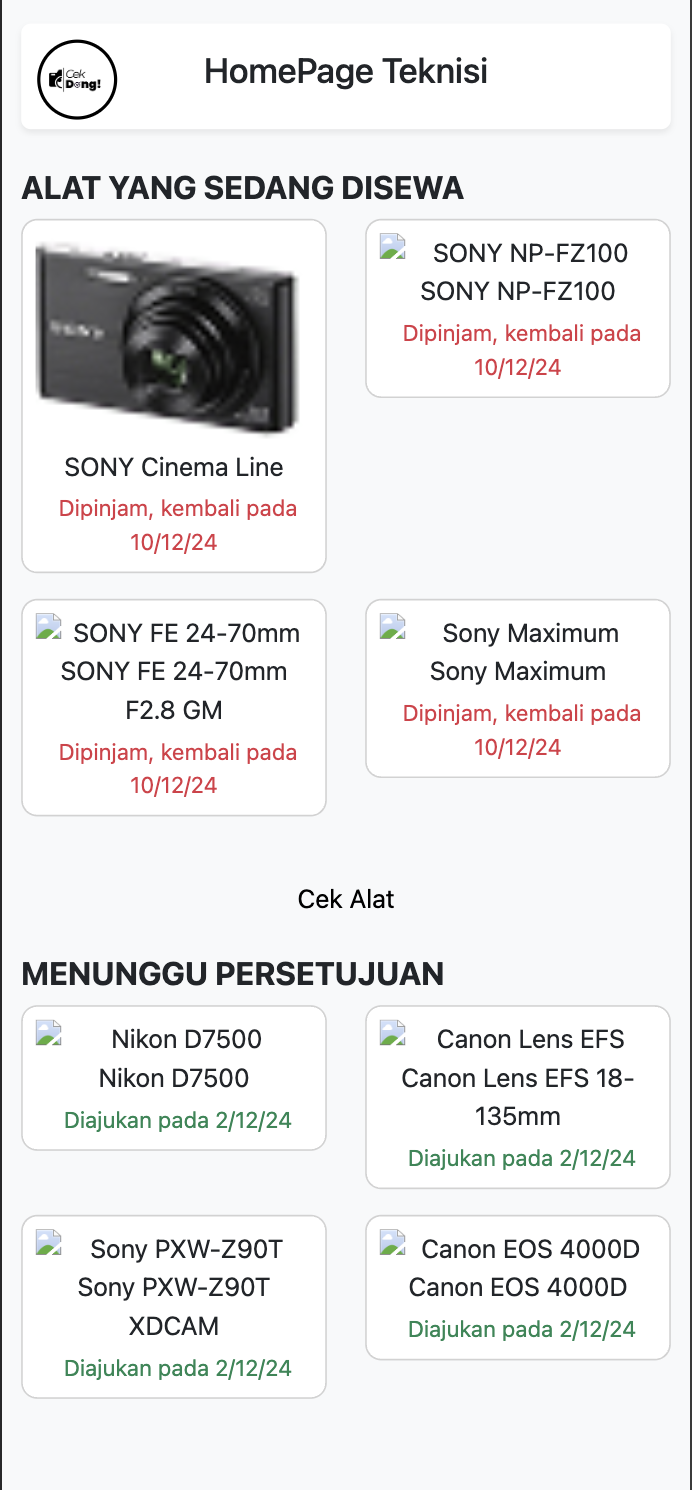 Cek
Dong!
HomePage Teknisi
ALAT YANG SEDANG DISEWA
SONY
SONY Cinema Line
Dipinjam, kembali pada
10/12/24
SONY NP-FZ100
SONY NP-FZ100
Dipinjam, kembali pada
10/12/24
SONY FE 24-70mm
SONY FE 24-70mm
F2.8 GM
Dipinjam, kembali pada
10/12/24
Sony Maximum
Sony Maximum
Dipinjam, kembali pada
10/12/24
Cek Alat
MENUNGGU PERSETUJUAN
Nikon D7500
Nikon D7500
Diajukan pada 2/12/24
Canon Lens EFS
Canon Lens EFS 18-
135mm
Diajukan pada 2/12/24
Sony PXW-Z90T
Sony PXW-Z90T
XDCAM
Diajukan pada 2/12/24
Canon EOS 4000D
Canon EOS 4000D
Diajukan pada 2/12/24